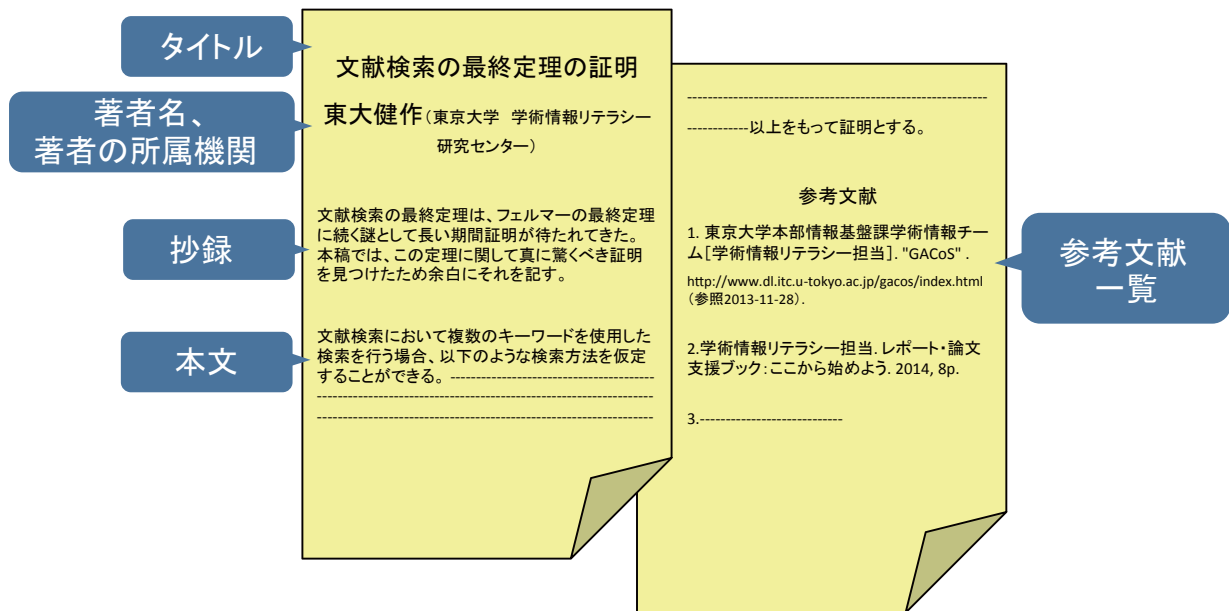 タイトル
文献検索の最終定理の証明
著者名、
著者の所属機関
東大健作(東京大学 学術情報リテラシー
研究センター)
抄録
文献検索の最終定理は、フェルマーの最終定理
に続く謎として長い期間証明が待たれてきた。
本稿では、この定理に関して真に驚くべき証明
を見つけたため余白にそれを記す。
本文
文献検索において複数のキーワードを使用した
検索を行う場合、以下のような検索方法を仮定
することができる。 ---------------------------------------
----------------------------------------------------------------
----------------------------------------------------------------
---------------------------------------------------------
------------以上をもって証明とする。
参考文献
1. 東京大学本部情報基盤課学術情報チー
ム[学術情報リテラシー担当]. "GACoS" .
http://www.dl.itc.u-tokyo.ac.jp/gacos/index.html
(参照2013-11-28).
2.学術情報リテラシー担当. レポート・論文
支援ブック:ここから始めよう. 2014, 8p.
3.---------------------------
参考文献
一覧